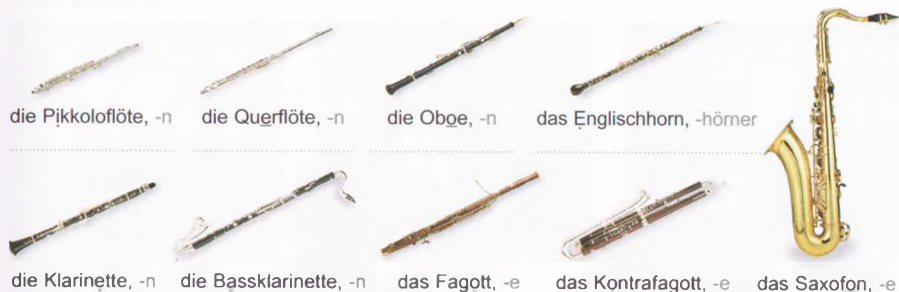 die Pikkoloflöte, -n die Querflöte, -n die Oboe, -n das Englischhorn, -hörner
die Klarinette, -n die Bassklarinette, -n das Fagott, -e das Kontrafagott, -e das Saxofon, -e